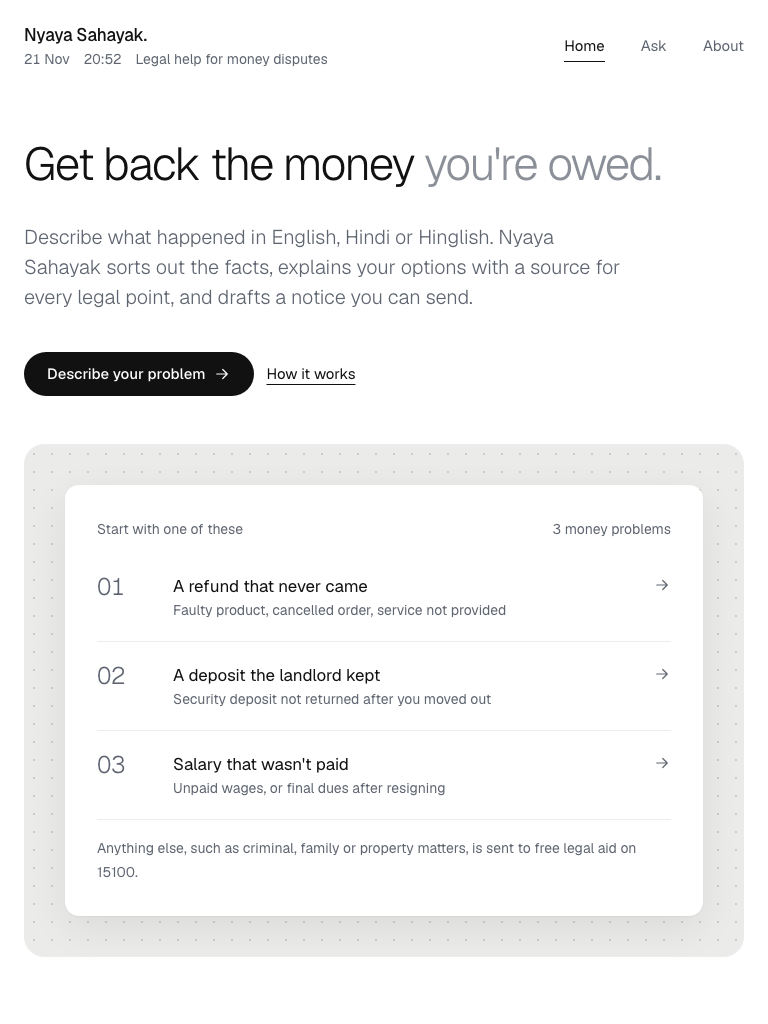 Nyaya Sahayak.
21 Nov 20:52 Legal help for money disputes
Home Ask About
Get back the money you're owed.
Describe what happened in English, Hindi or Hinglish. Nyaya
Sahayak sorts out the facts, explains your options with a source for
every legal point, and drafts a notice you can send.
Describe your problem → How it works
Start with one of these 3 money problems
01 A refund that never came →
Faulty product, cancelled order, service not provided
02 A deposit the landlord kept →
Security deposit not returned after you moved out
03 Salary that wasn't paid →
Unpaid wages, or final dues after resigning
Anything else, such as criminal, family or property matters, is sent to free legal aid on
15100.